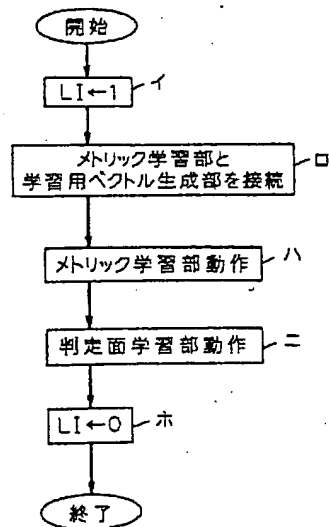 開始
LI←1
イ
メトリック学習部と
学習用ベクトル生成部を接続
ロ
メトリック学習部動作
ハ
判定面学習部動作
ニ
LI←0
ホ
終了